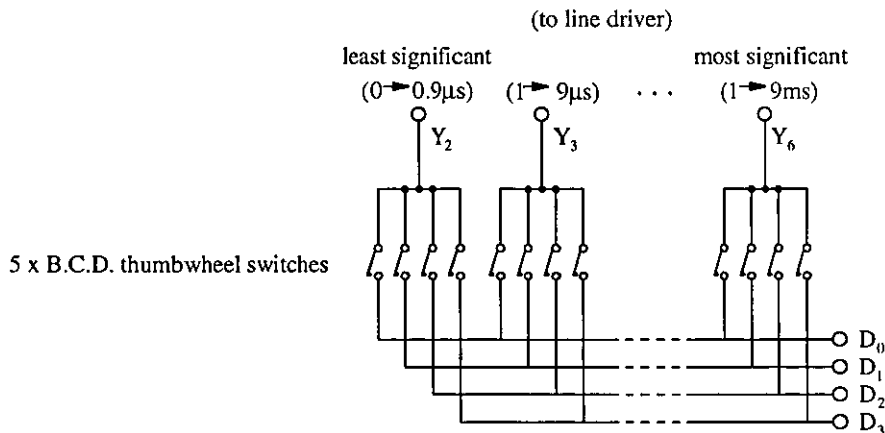 (to line driver)
least significant
most significant
(0→0.9μs)
(1→9μs)
. . .
(1→9ms)
Y₂
Y₃
Y₆
5 x B.C.D. thumbwheel switches
D₀
D₁
D₂
D₃